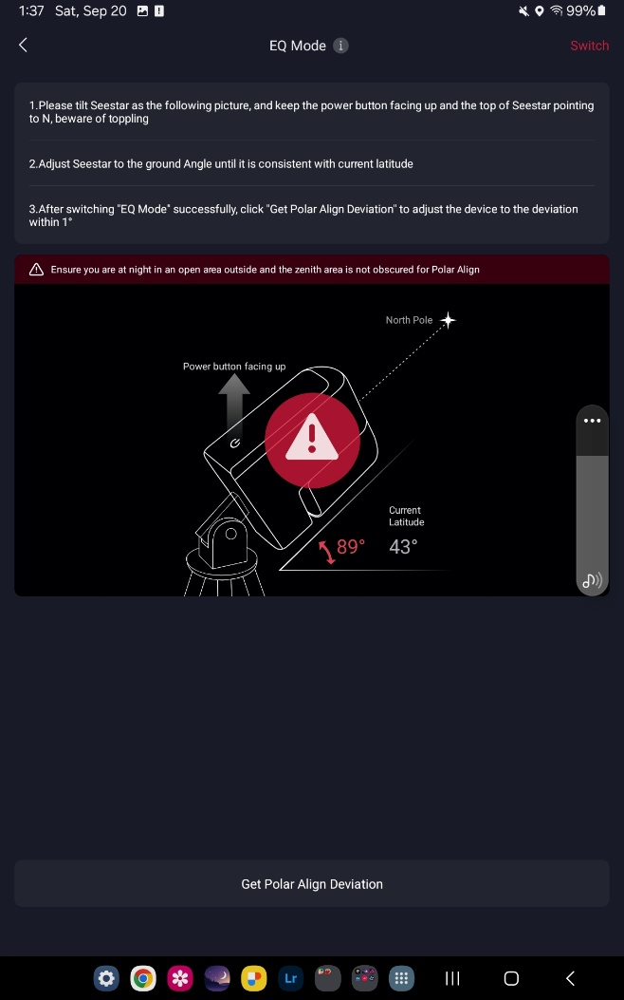 1:37 Sat, Sep 20 99%
EQ Mode i Switch
1.Please tilt Seestar as the following picture, and keep the power button facing up and the top of Seestar pointing
to N, beware of toppling
2.Adjust Seestar to the ground Angle until it is consistent with current latitude
3.After switching "EQ Mode" successfully, click "Get Polar Align Deviation" to adjust the device to the deviation
within 1°
Ensure you are at night in an open area outside and the zenith area is not obscured for Polar Align
North Pole
Power button facing up
Current
Latitude
89° 43°
Get Polar Align Deviation
Lr